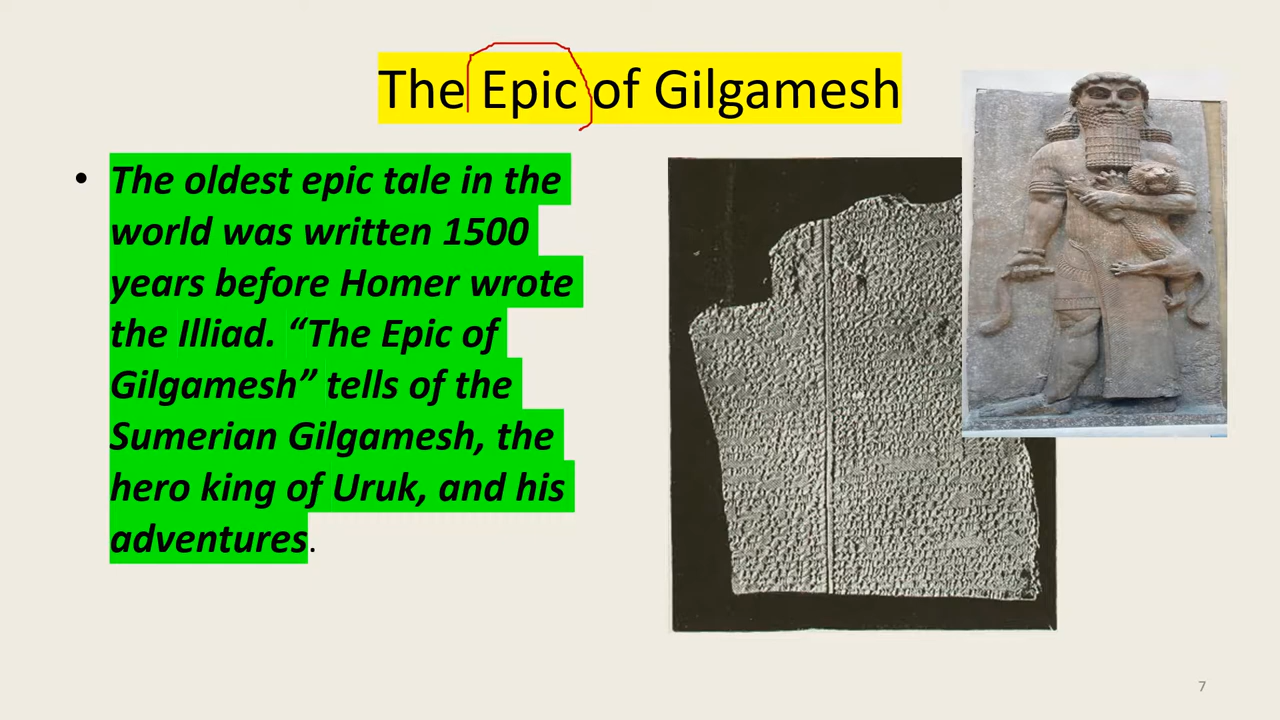 The Epic of Gilgamesh
• The oldest epic tale in the
world was written 1500
years before Homer wrote
the Illiad. “The Epic of
Gilgamesh” tells of the
Sumerian Gilgamesh, the
hero king of Uruk, and his
adventures.
7